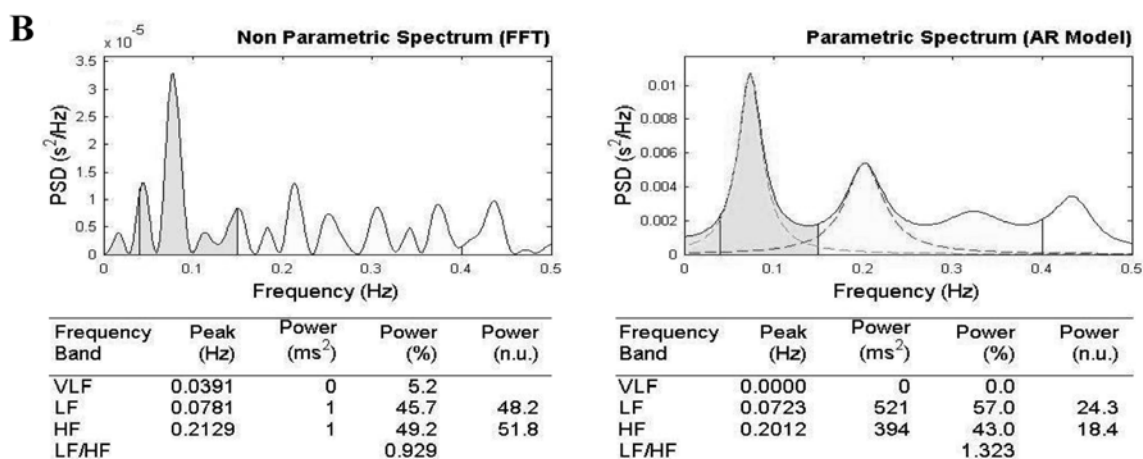 B
Non Parametric Spectrum (FFT)
x 10-5
3.5
3
2.5
2
1.5
1
0.5
0
PSD (s2/Hz)
0 0.1 0.2 0.3 0.4 0.5
Frequency (Hz)
Frequency Band Peak (Hz) Power (ms2) Power (%) Power (n.u.)
VLF 0.0391 0 5.2
LF 0.0781 1 45.7 48.2
HF 0.2129 1 49.2 51.8
LF/HF 0.929
Parametric Spectrum (AR Model)
0.01
0.008
0.006
0.004
0.002
0
PSD (s2/Hz)
0 0.1 0.2 0.3 0.4 0.5
Frequency (Hz)
Frequency Band Peak (Hz) Power (ms2) Power (%) Power (n.u.)
VLF 0.0000 0 0.0
LF 0.0723 521 57.0 24.3
HF 0.2012 394 43.0 18.4
LF/HF 1.323